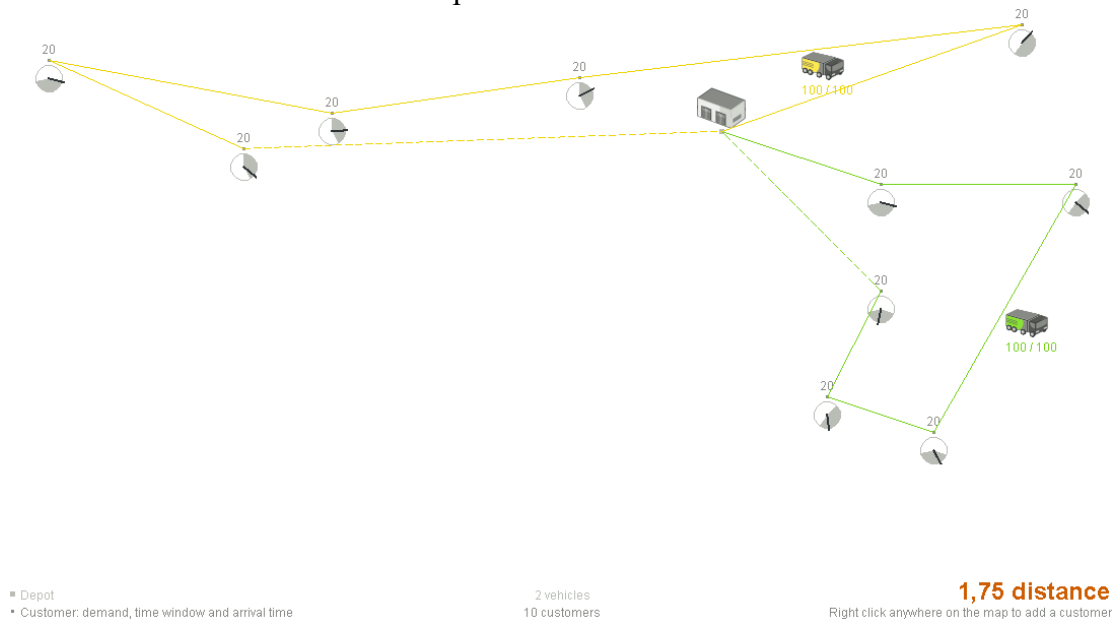 20
20
20
20
100 / 100
20
20
20
20
100 / 100
20
20
Depot
2 vehicles
1,75 distance
Customer: demand, time window and arrival time
10 customers
Right click anywhere on the map to add a customer